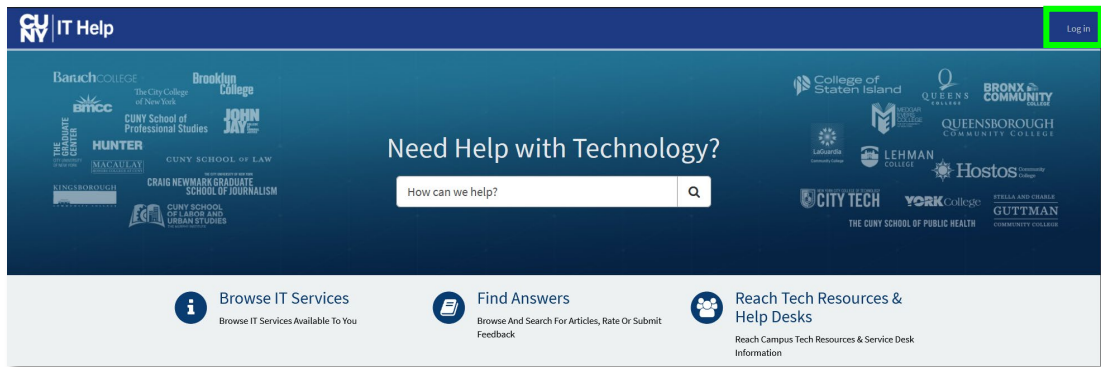 CUNY IT Help
Log in
BaruchCOLLEGE
Brooklyn
College
The City College
of New York
BMCC
CUNY School of
Professional Studies
JOHN
JAY
THE
GRADUATE
CENTER
HUNTER
MACAULAY
CUNY SCHOOL OF LAW
KINGSBOROUGH
CRAIG NEWMARK GRADUATE
SCHOOL OF JOURNALISM
CUNY SCHOOL
OF LABOR AND
URBAN STUDIES
Need Help with Technology?
How can we help?
College of
Staten Island
QUEENS
COLLEGE
BRONX
COMMUNITY
COLLEGE
MEDGAR
EVERS
COLLEGE
QUEENSBOROUGH
COMMUNITY COLLEGE
LaGuardia
Community College
LEHMAN
COLLEGE
Hostos Community
College
CITY TECH
YORK College
STELLA AND CHARLES
GUTTMAN
COMMUNITY COLLEGE
THE CUNY SCHOOL OF PUBLIC HEALTH
Browse IT Services
Browse IT Services Available To You
Find Answers
Browse And Search For Articles, Rate Or Submit
Feedback
Reach Tech Resources &
Help Desks
Reach Campus Tech Resources & Service Desk
Information